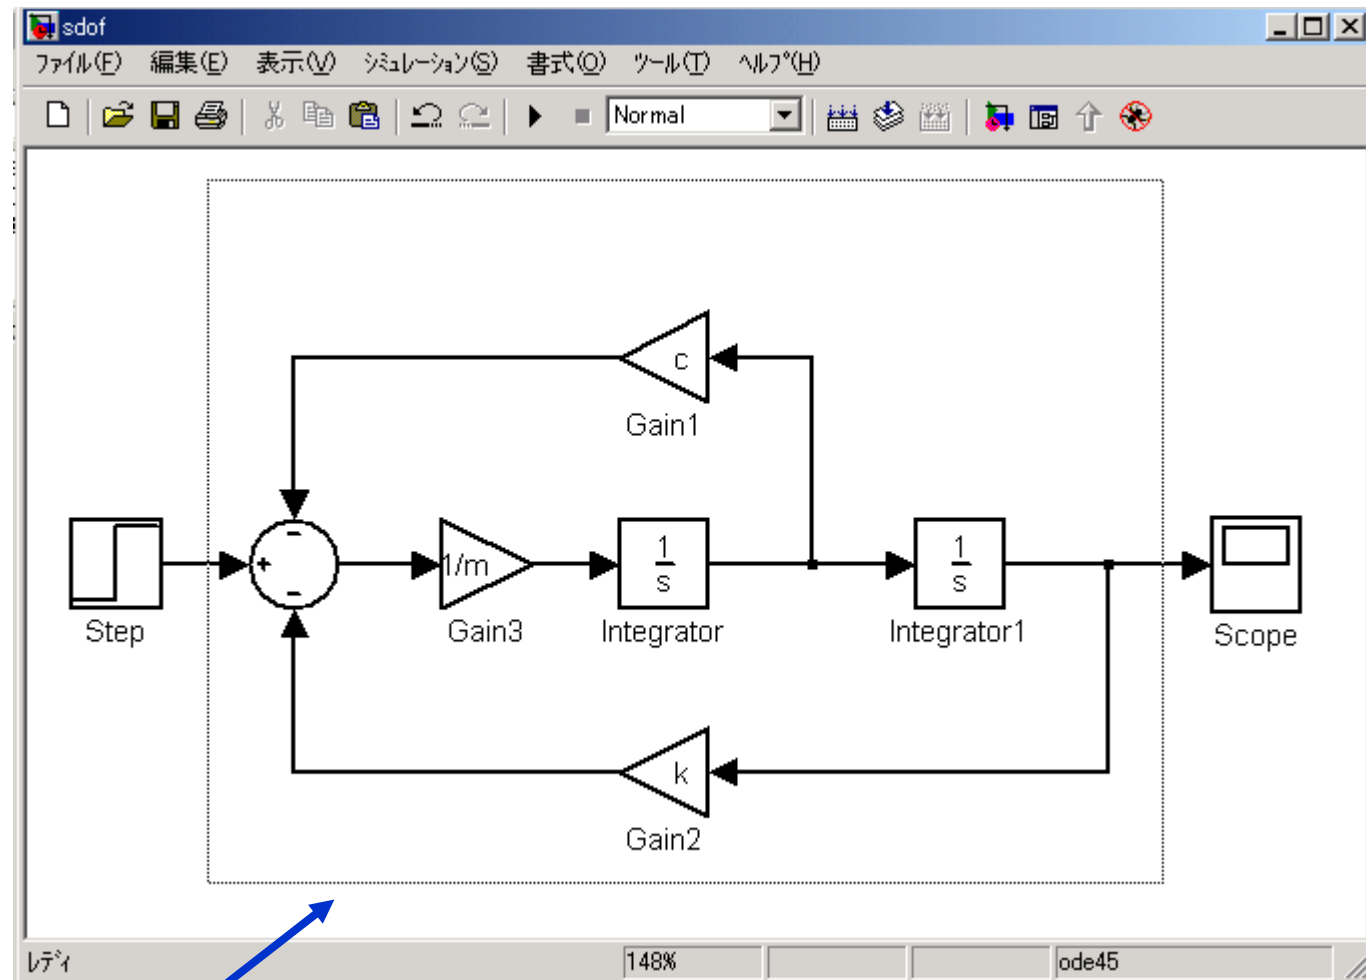 sdof
ﾌｧｲﾙ(F) 編集(E) 表示(V) ｼﾐｭﾚｰｼｮﾝ(S) 書式(O) ﾂｰﾙ(T) ﾍﾙﾌﾟ(H)
Normal
c
Gain1
Step
+
-
-
1/m
Gain3
1
s
Integrator
1
s
Integrator1
Scope
k
Gain2
ﾚﾃﾞｨ 148% ode45